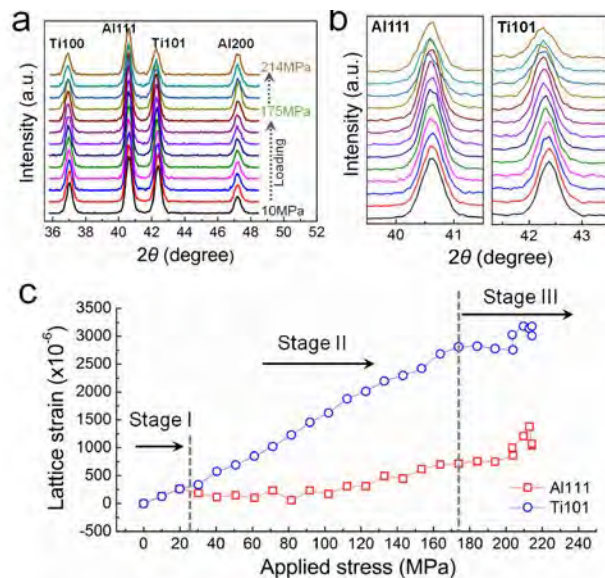 a
Ti100
Al111
Ti101
Al200
214MPa
175MPa
Loading
10MPa
Intensity (a.u.)
36 38 40 42 44 46 48 50 52
2θ (degree)
b
Al111
Ti101
Intensity (a.u.)
40 41 42 43
2θ (degree)
c
Stage I
Stage II
Stage III
Lattice strain (x10-6)
3500
3000
2500
2000
1500
1000
500
0
-500
Al111
Ti101
0 20 40 60 80 100 120 140 160 180 200 220 240
Applied stress (MPa)